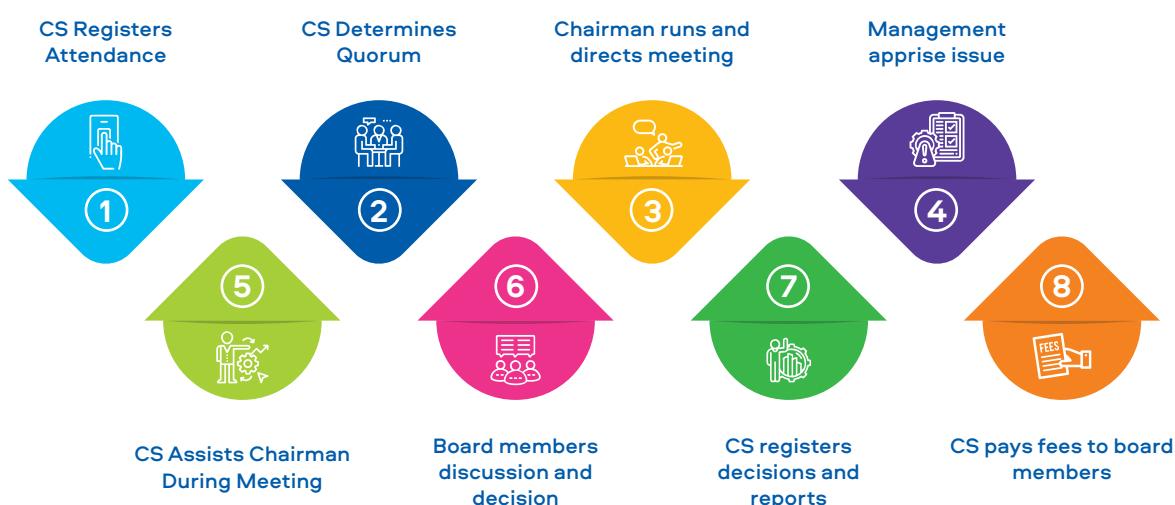 CS Registers
Attendance
CS Determines
Quorum
Chairman runs and
directs meeting
Management
apprise issue
1
2
3
4
5
6
7
8
FEES
CS Assists Chairman
During Meeting
Board members
discussion and
decision
CS registers
decisions and
reports
CS pays fees to board
members